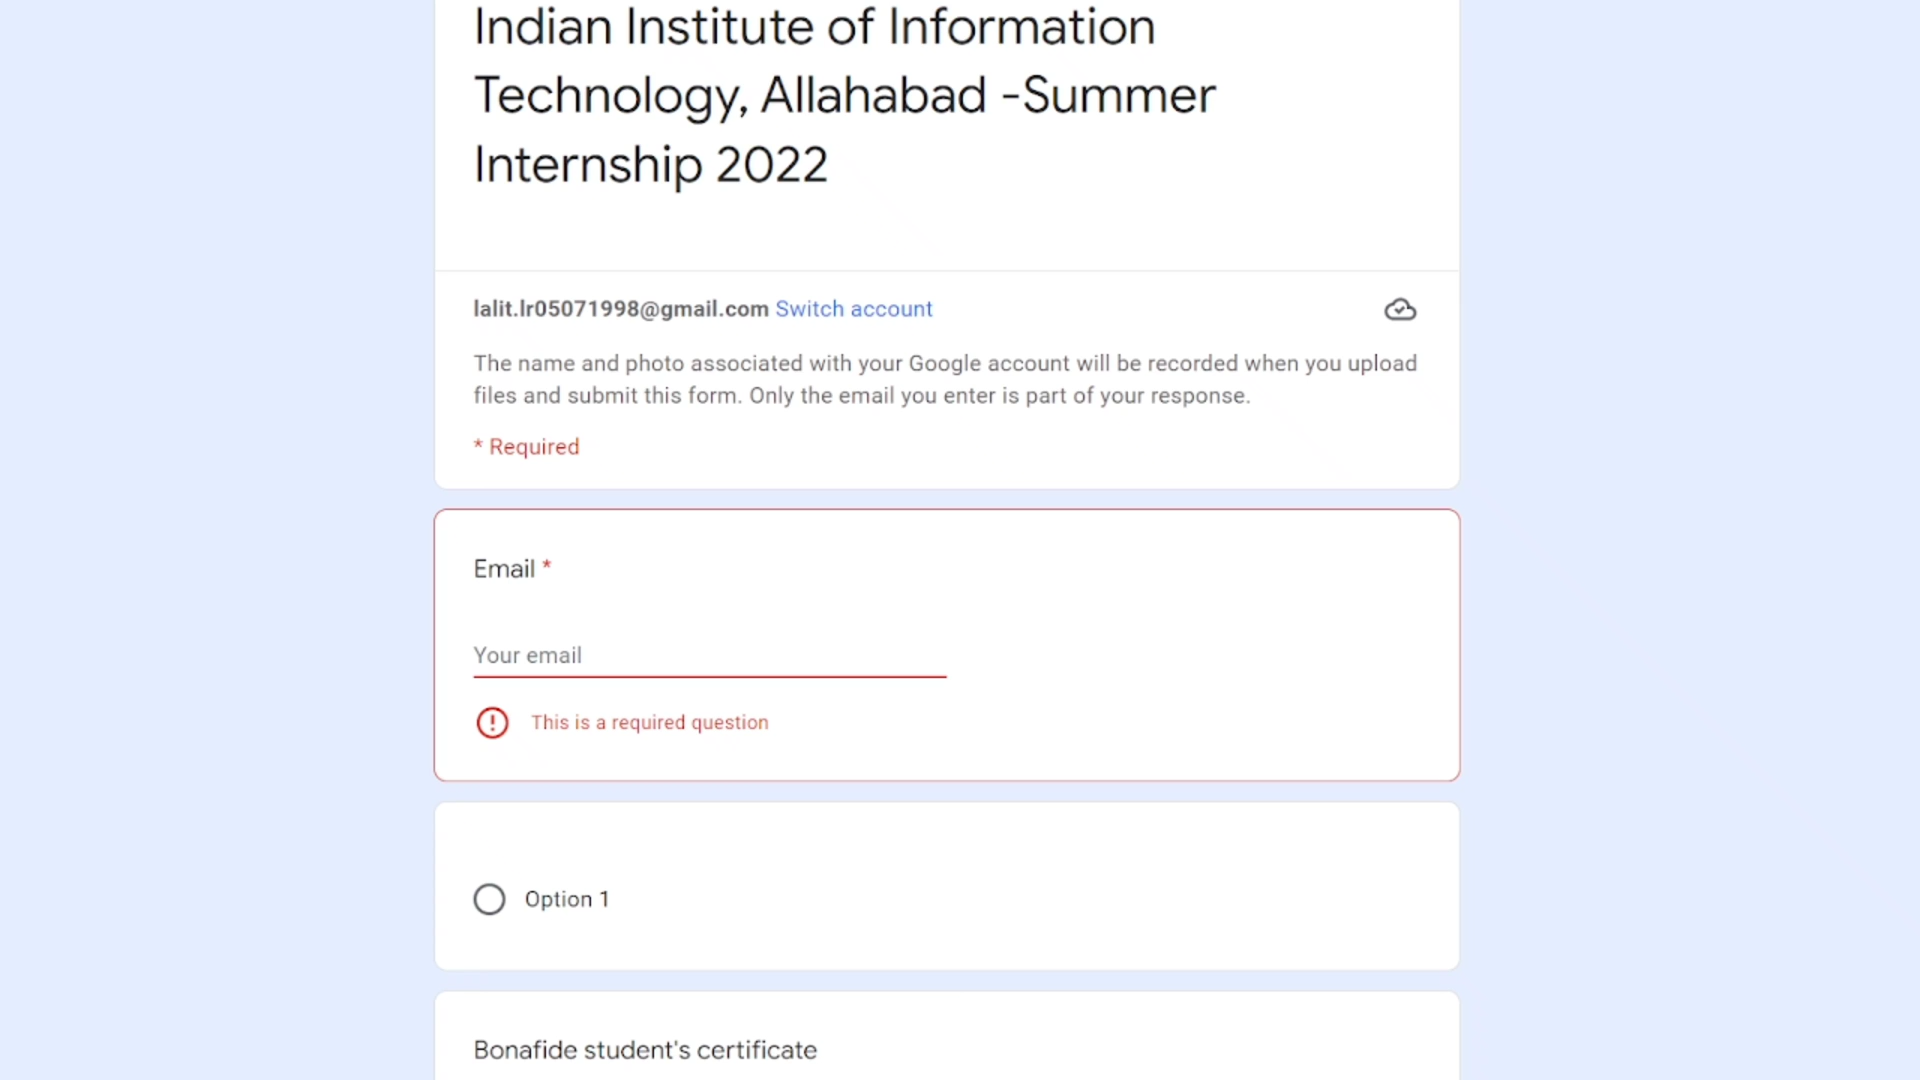 Indian Institute of Information
Technology, Allahabad -Summer
Internship 2022
lalit.lr05071998@gmail.com Switch account
The name and photo associated with your Google account will be recorded when you upload
files and submit this form. Only the email you enter is part of your response.
* Required
Email *
Your email
This is a required question
Option 1
Bonafide student's certificate